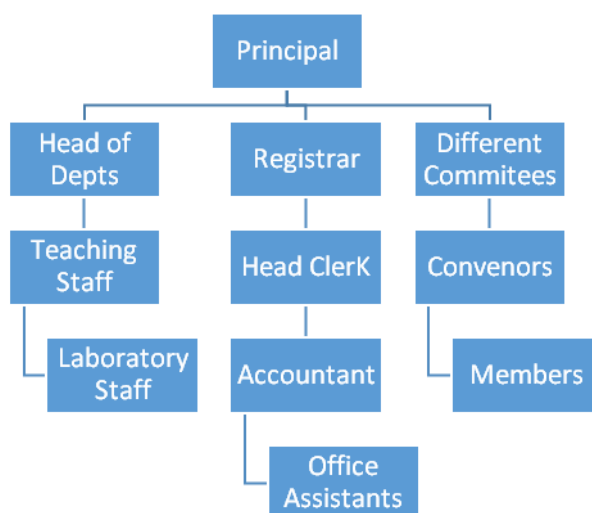 Principal
Head of
Depts
Registrar
Different
Commitees
Teaching
Staff
Head ClerK
Convenors
Laboratory
Staff
Accountant
Members
Office
Assistants